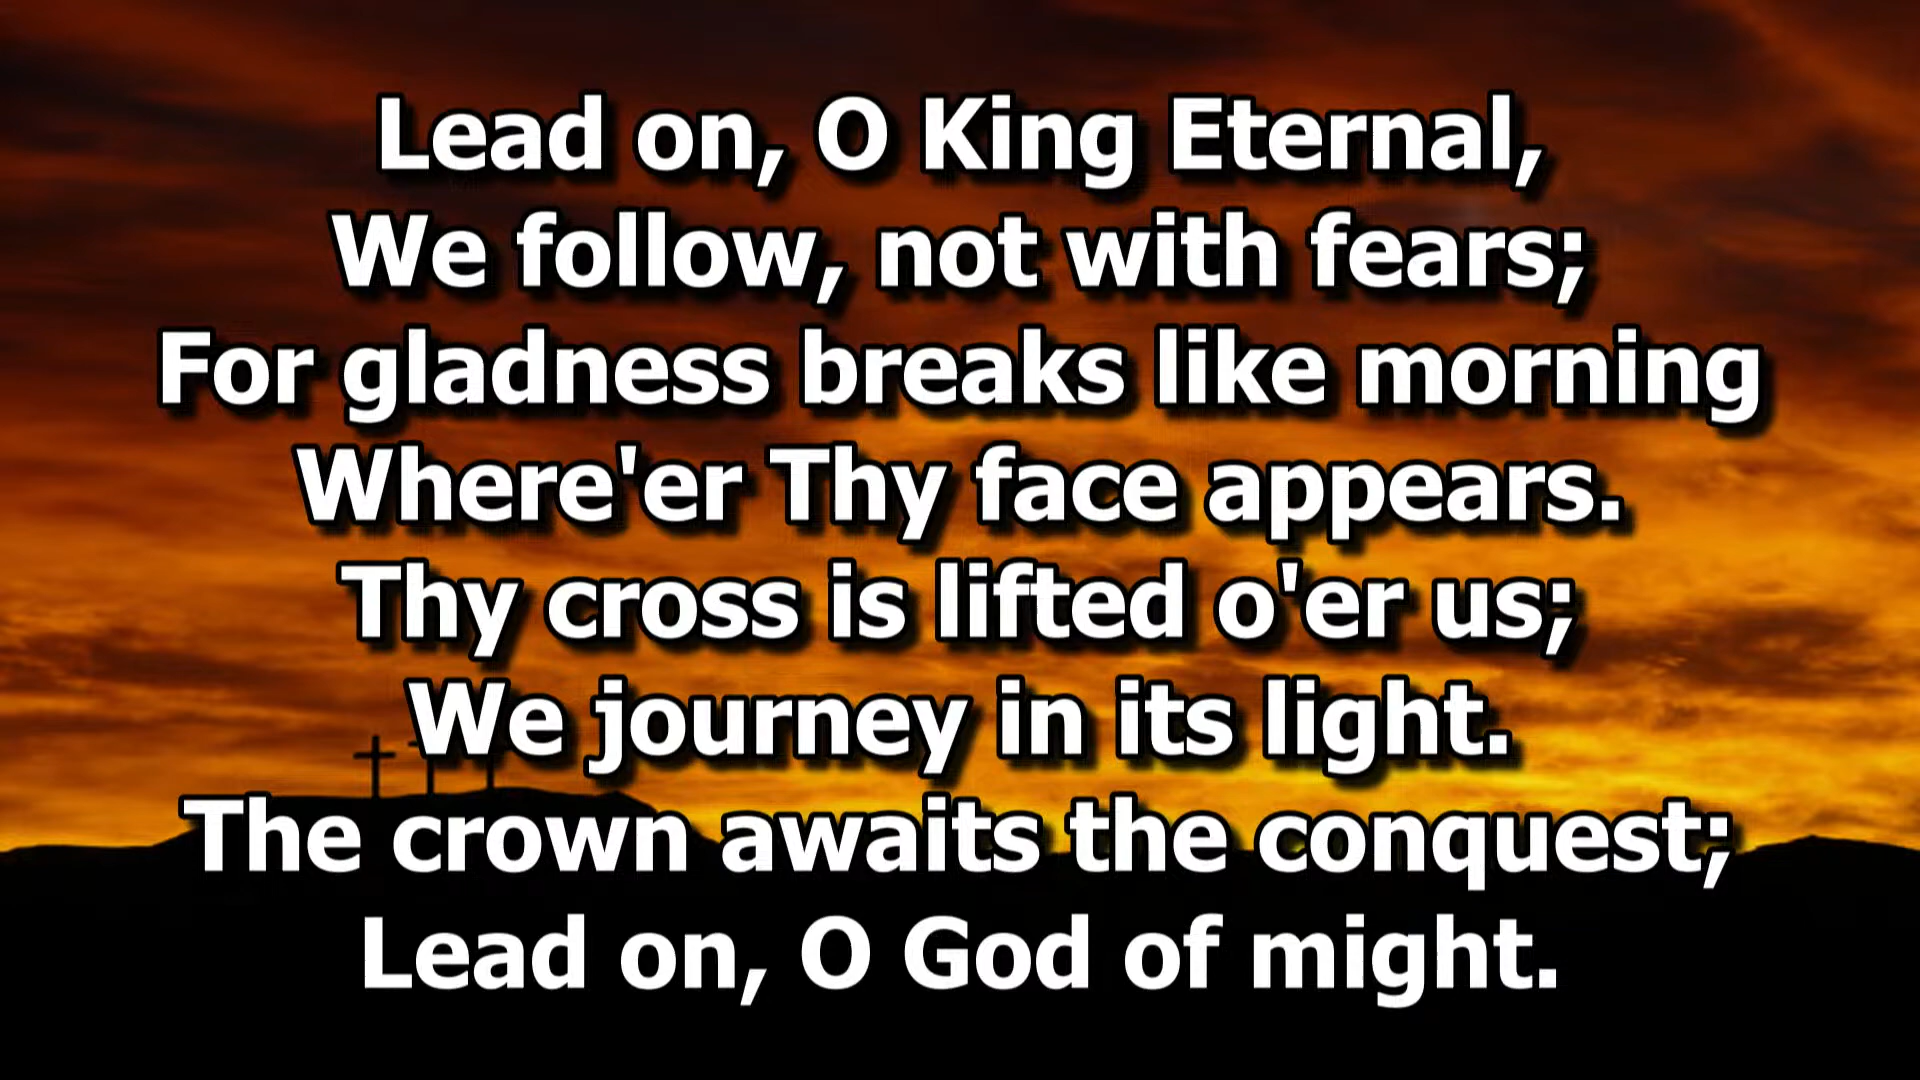 Lead on, O King Eternal,
We follow, not with fears;
For gladness breaks like morning
Where'er Thy face appears.
Thy cross is lifted o'er us;
We journey in its light.
The crown awaits the conquest;
Lead on, O God of might.